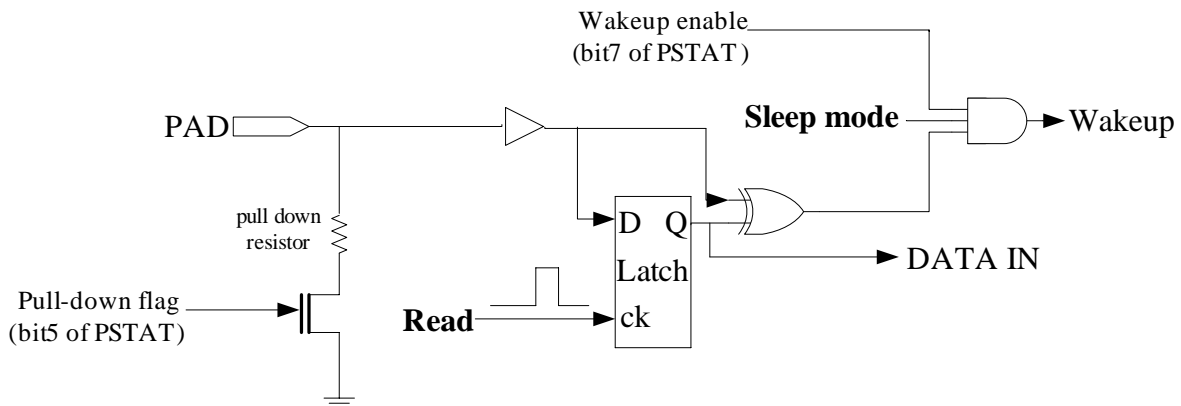 Wakeup enable
(bit7 of PSTAT)
Sleep mode
Wakeup
PAD
pull down
resistor
D Q
Latch
ck
DATA IN
Pull-down flag
(bit5 of PSTAT)
Read